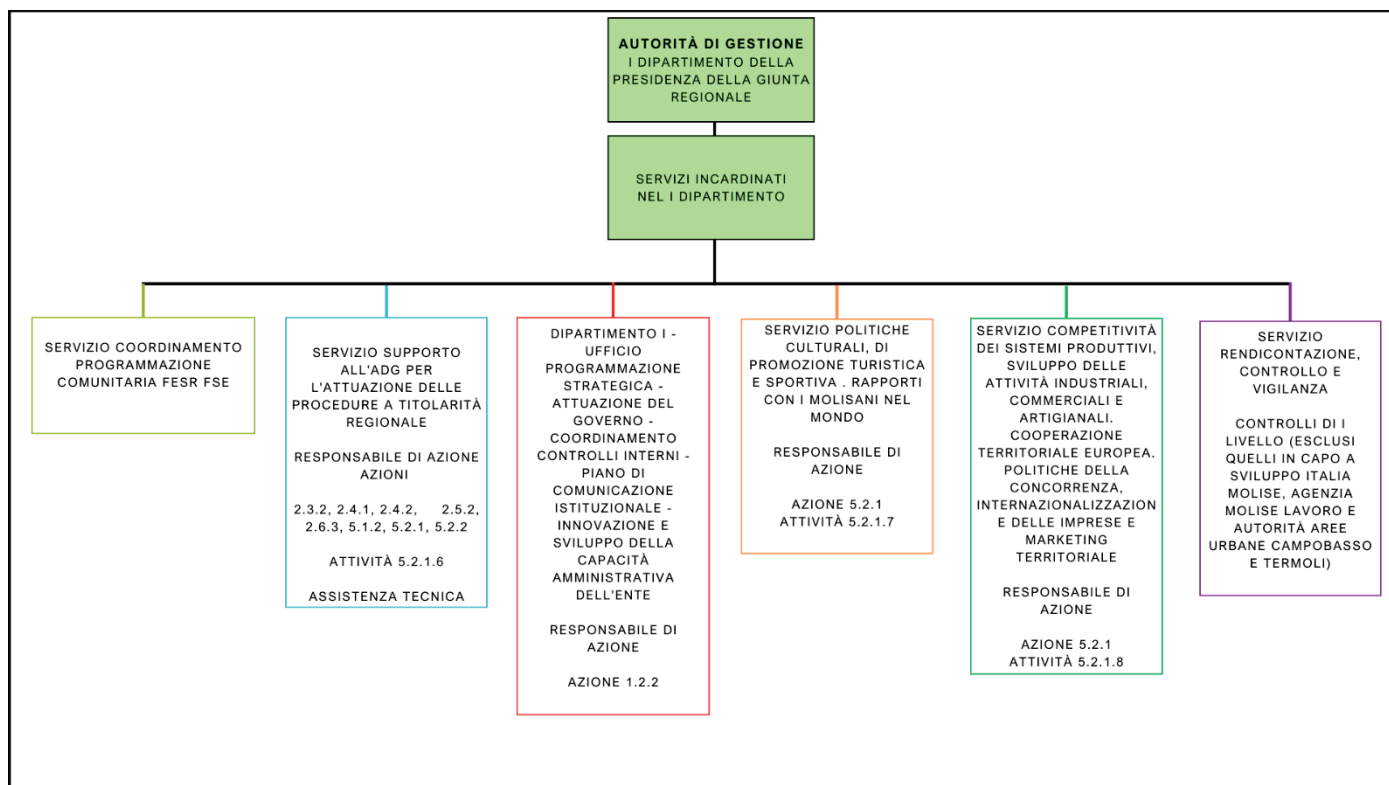 AUTORITÀ DI GESTIONE
I DIPARTIMENTO DELLA
PRESIDENZA DELLA GIUNTA
REGIONALE
SERVIZI INCARDINATI
NEL I DIPARTIMENTO
SERVIZIO COORDINAMENTO
PROGRAMMAZIONE
COMUNITARIA FESR FSE
SERVIZIO SUPPORTO
ALL'ADG PER
L'ATTUAZIONE DELLE
PROCEDURE A TITOLARITÀ
REGIONALE
RESPONSABILE DI AZIONE
AZIONI
2.3.2, 2.4.1, 2.4.2, 2.5.2,
2.6.3, 5.1.2, 5.2.1, 5.2.2
ATTIVITÀ 5.2.1.6
ASSISTENZA TECNICA
DIPARTIMENTO I -
UFFICIO
PROGRAMMAZIONE
STRATEGICA -
ATTUAZIONE DEL
GOVERNO -
COORDINAMENTO
CONTROLLI INTERNI -
PIANO DI
COMUNICAZIONE
ISTITUZIONALE -
INNOVAZIONE E
SVILUPPO DELLA
CAPACITÀ
AMMINISTRATIVA
DELL'ENTE
RESPONSABILE DI
AZIONE
AZIONE 1.2.2
SERVIZIO POLITICHE
CULTURALI, DI
PROMOZIONE TURISTICA
E SPORTIVA . RAPPORTI
CON I MOLISANI NEL
MONDO
RESPONSABILE DI
AZIONE
AZIONE 5.2.1
ATTIVITÀ 5.2.1.7
SERVIZIO COMPETITIVITÀ
DEI SISTEMI PRODUTTIVI,
SVILUPPO DELLE
ATTIVITÀ INDUSTRIALI,
COMMERCIALI E
ARTIGIANALI.
COOPERAZIONE
TERRITORIALE EUROPEA.
POLITICHE DELLA
CONCORRENZA,
INTERNAZIONALIZZAZION
E DELLE IMPRESE E
MARKETING
TERRITORIALE
RESPONSABILE DI
AZIONE
AZIONE 5.2.1
ATTIVITÀ 5.2.1.8
SERVIZIO
RENDICONTAZIONE,
CONTROLLO E
VIGILANZA
CONTROLLI DI I
LIVELLO (ESCLUSI
QUELLI IN CAPO A
SVILUPPO ITALIA
MOLISE, AGENZIA
MOLISE LAVORO E
AUTORITÀ AREE
URBANE CAMPOBASSO
E TERMOLI)